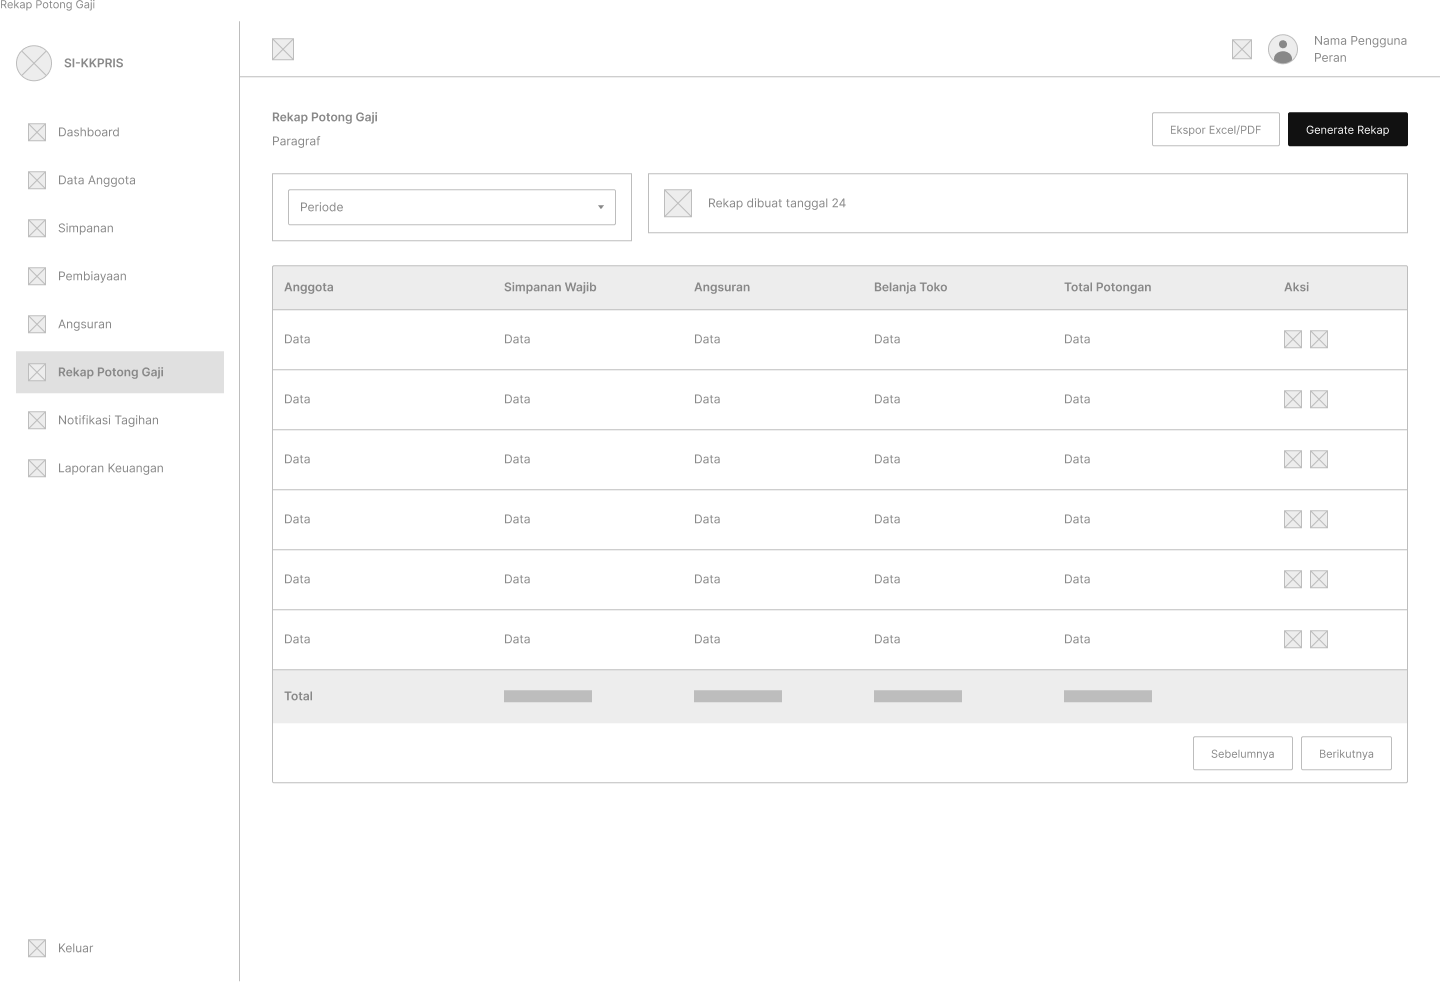 Rekap Potong Gaji
SI-KKPRIS
Dashboard
Data Anggota
Simpanan
Pembiayaan
Angsuran
Rekap Potong Gaji
Notifikasi Tagihan
Laporan Keuangan
Keluar
Nama Pengguna
Peran
Rekap Potong Gaji
Paragraf
Ekspor Excel/PDF
Generate Rekap
Periode
Rekap dibuat tanggal 24
Anggota Simpanan Wajib Angsuran Belanja Toko Total Potongan Aksi
Data Data Data Data Data
Data Data Data Data Data
Data Data Data Data Data
Data Data Data Data Data
Data Data Data Data Data
Data Data Data Data Data
Total
Sebelumnya
Berikutnya